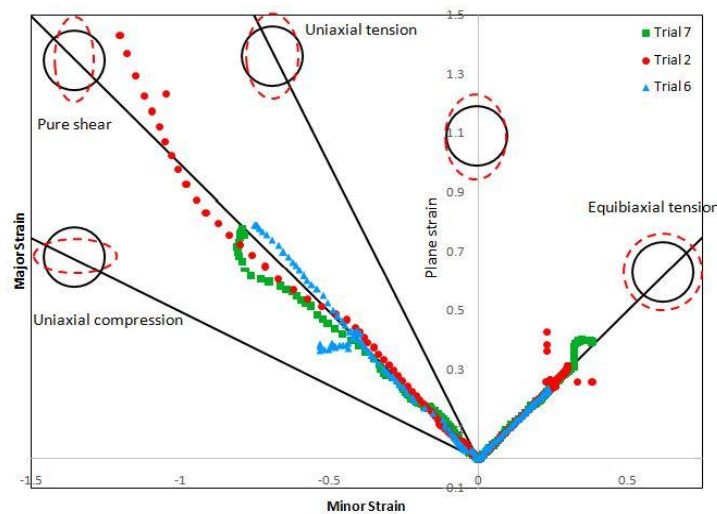 1.5
Uniaxial tension
Trial 7
Trial 2
Trial 6
1.3
Pure shear
1.1
0.9
Equibiaxial tension
Major Strain
Plane strain
0.7
Uniaxial compression
0.5
0.3
0.1
-1.5
-1
-0.5
0
0.5
Minor Strain